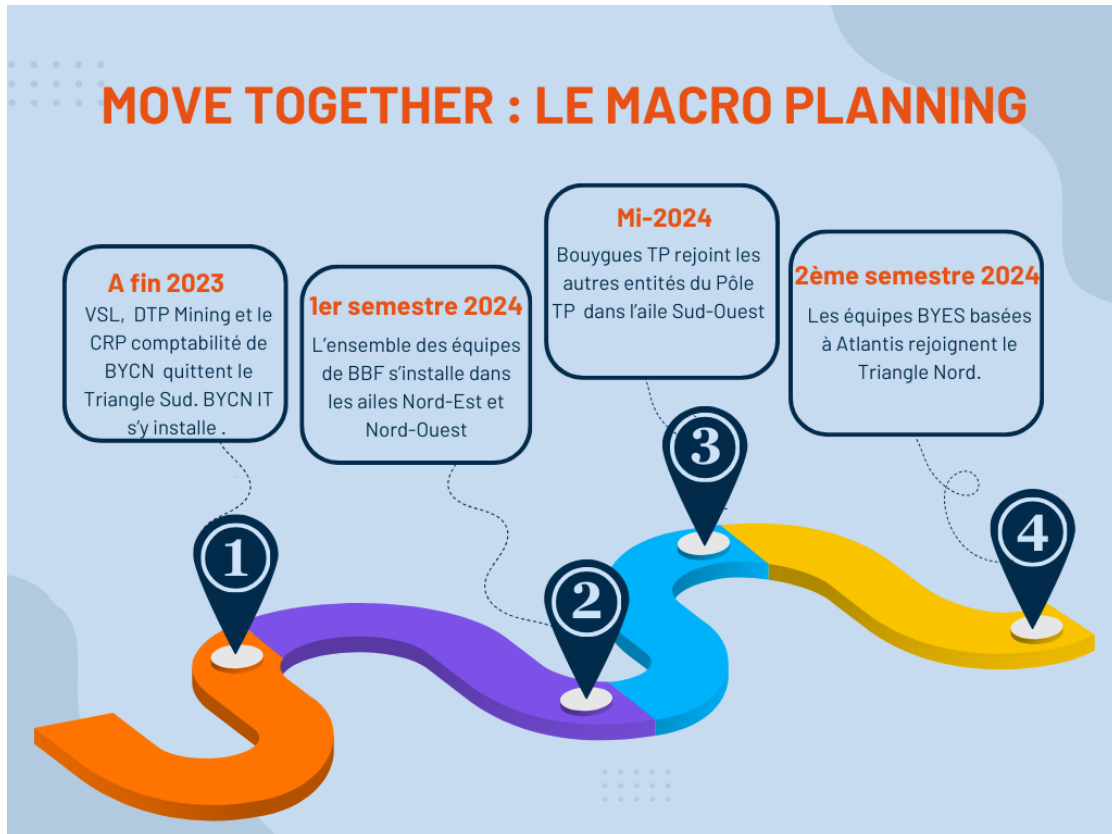 MOVE TOGETHER : LE MACRO PLANNING
A fin 2023
VSL, DTP Mining et le
CRP comptabilité de
BYCN quittent le
Triangle Sud. BYCN IT
s’y installe .
1er semestre 2024
L’ensemble des équipes
de BBF s’installe dans
les ailes Nord-Est et
Nord-Ouest
Mi-2024
Bouygues TP rejoint les
autres entités du Pôle
TP dans l’aile Sud-Ouest
2ème semestre 2024
Les équipes BYES basées
à Atlantis rejoignent le
Triangle Nord.
1
2
3
4